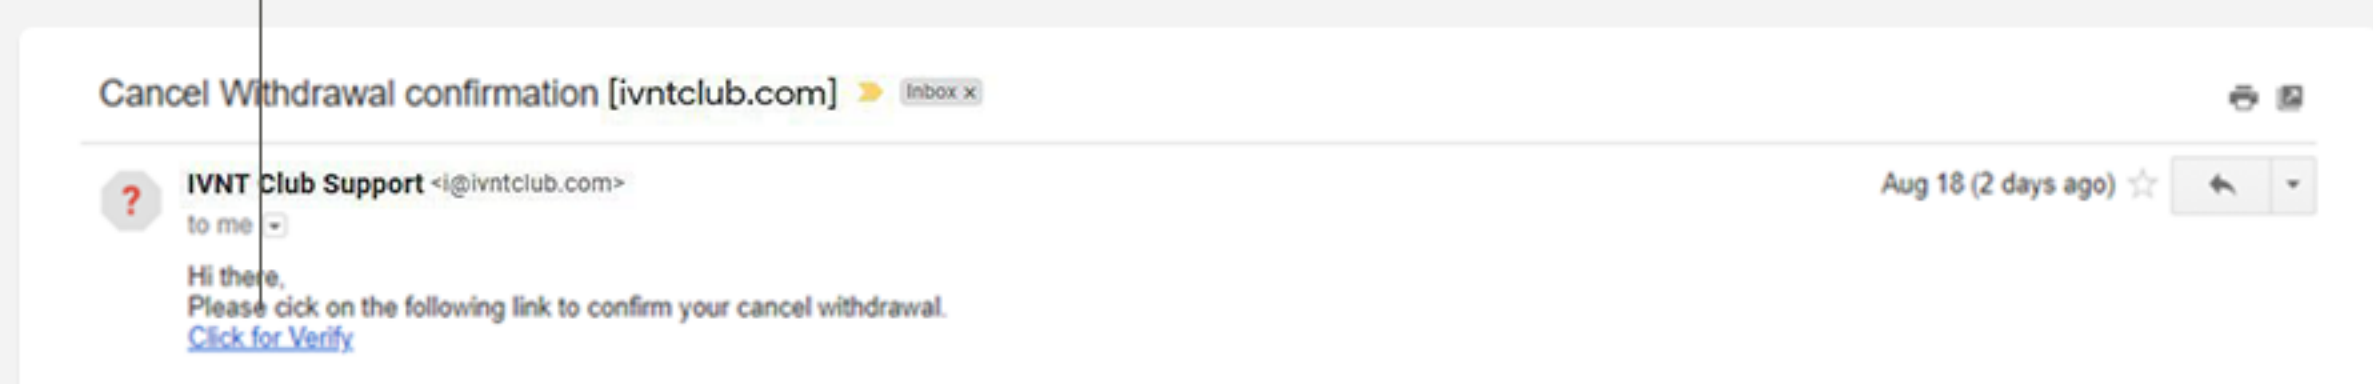 Cancel Withdrawal confirmation [ivntclub.com] Inbox x
? IVNT Club Support <i@ivntclub.com> Aug 18 (2 days ago)
to me
Hi there,
Please cick on the following link to confirm your cancel withdrawal.
Click for Verify